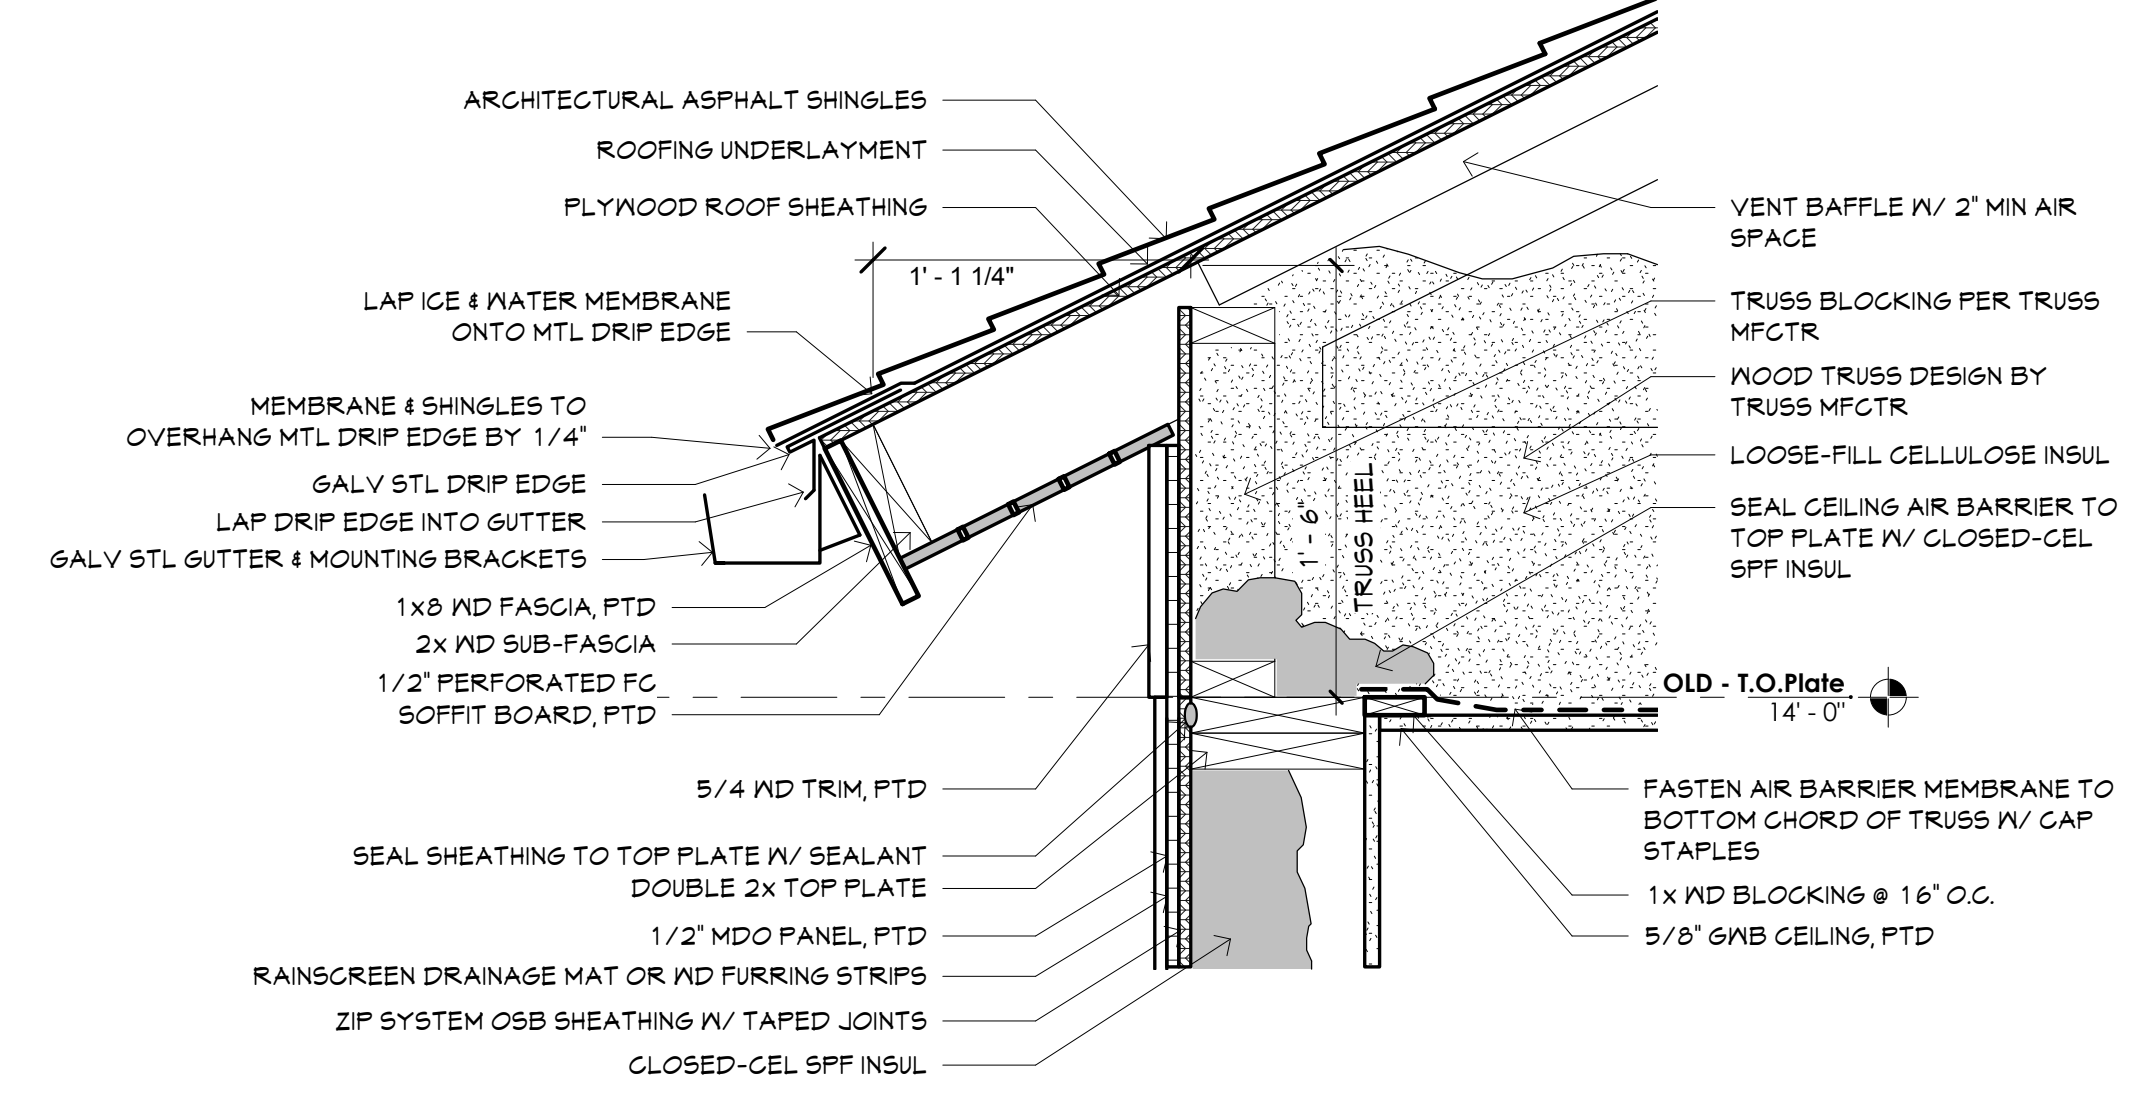 ARCHITECTURAL ASPHALT SHINGLES
ROOFING UNDERLAYMENT
PLYWOOD ROOF SHEATHING
1' - 1 1/4"
LAP ICE & WATER MEMBRANE
ONTO MTL DRIP EDGE
MEMBRANE & SHINGLES TO
OVERHANG MTL DRIP EDGE BY 1/4"
GALV STL DRIP EDGE
LAP DRIP EDGE INTO GUTTER
GALV STL GUTTER & MOUNTING BRACKETS
1x8 WD FASCIA, PTD
2x WD SUB-FASCIA
1/2" PERFORATED FC
SOFFIT BOARD, PTD
5/4 WD TRIM, PTD
SEAL SHEATHING TO TOP PLATE W/ SEALANT
DOUBLE 2x TOP PLATE
1/2" MDO PANEL, PTD
RAINSCREEN DRAINAGE MAT OR WD FURRING STRIPS
ZIP SYSTEM OSB SHEATHING W/ TAPED JOINTS
CLOSED-CEL SPF INSUL
1' - 6"
TRUSS HEEL
VENT BAFFLE W/ 2" MIN AIR
SPACE
TRUSS BLOCKING PER TRUSS
MFCTR
WOOD TRUSS DESIGN BY
TRUSS MFCTR
LOOSE-FILL CELLULOSE INSUL
SEAL CEILING AIR BARRIER TO
TOP PLATE W/ CLOSED-CEL
SPF INSUL
OLD - T.O.Plate
14' - 0"
FASTEN AIR BARRIER MEMBRANE TO
BOTTOM CHORD OF TRUSS W/ CAP
STAPLES
1x WD BLOCKING @ 16" O.C.
5/8" GWB CEILING, PTD